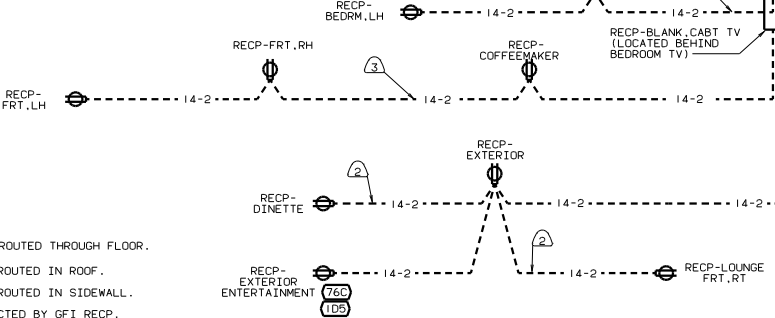 RECP-
BEDRM,LH
14-2
14-2
RECP-BLANK,CABT TV
(LOCATED BEHIND
BEDROOM TV)
RECP-FRT,RH
RECP-
COFFEEMAKER
3
RECP-
FRT,LH
14-2
14-2
14-2
RECP-
EXTERIOR
2
RECP-
DINETTE
14-2
14-2
14-2
2
ROUTED THROUGH FLOOR.
ROUTED IN ROOF.
ROUTED IN SIDEWALL.
CTED BY GFI RECP.
RECP-
EXTERIOR
ENTERTAINMENT
76C
1D5
14-2
14-2
RECP-LOUNGE
FRT,RT